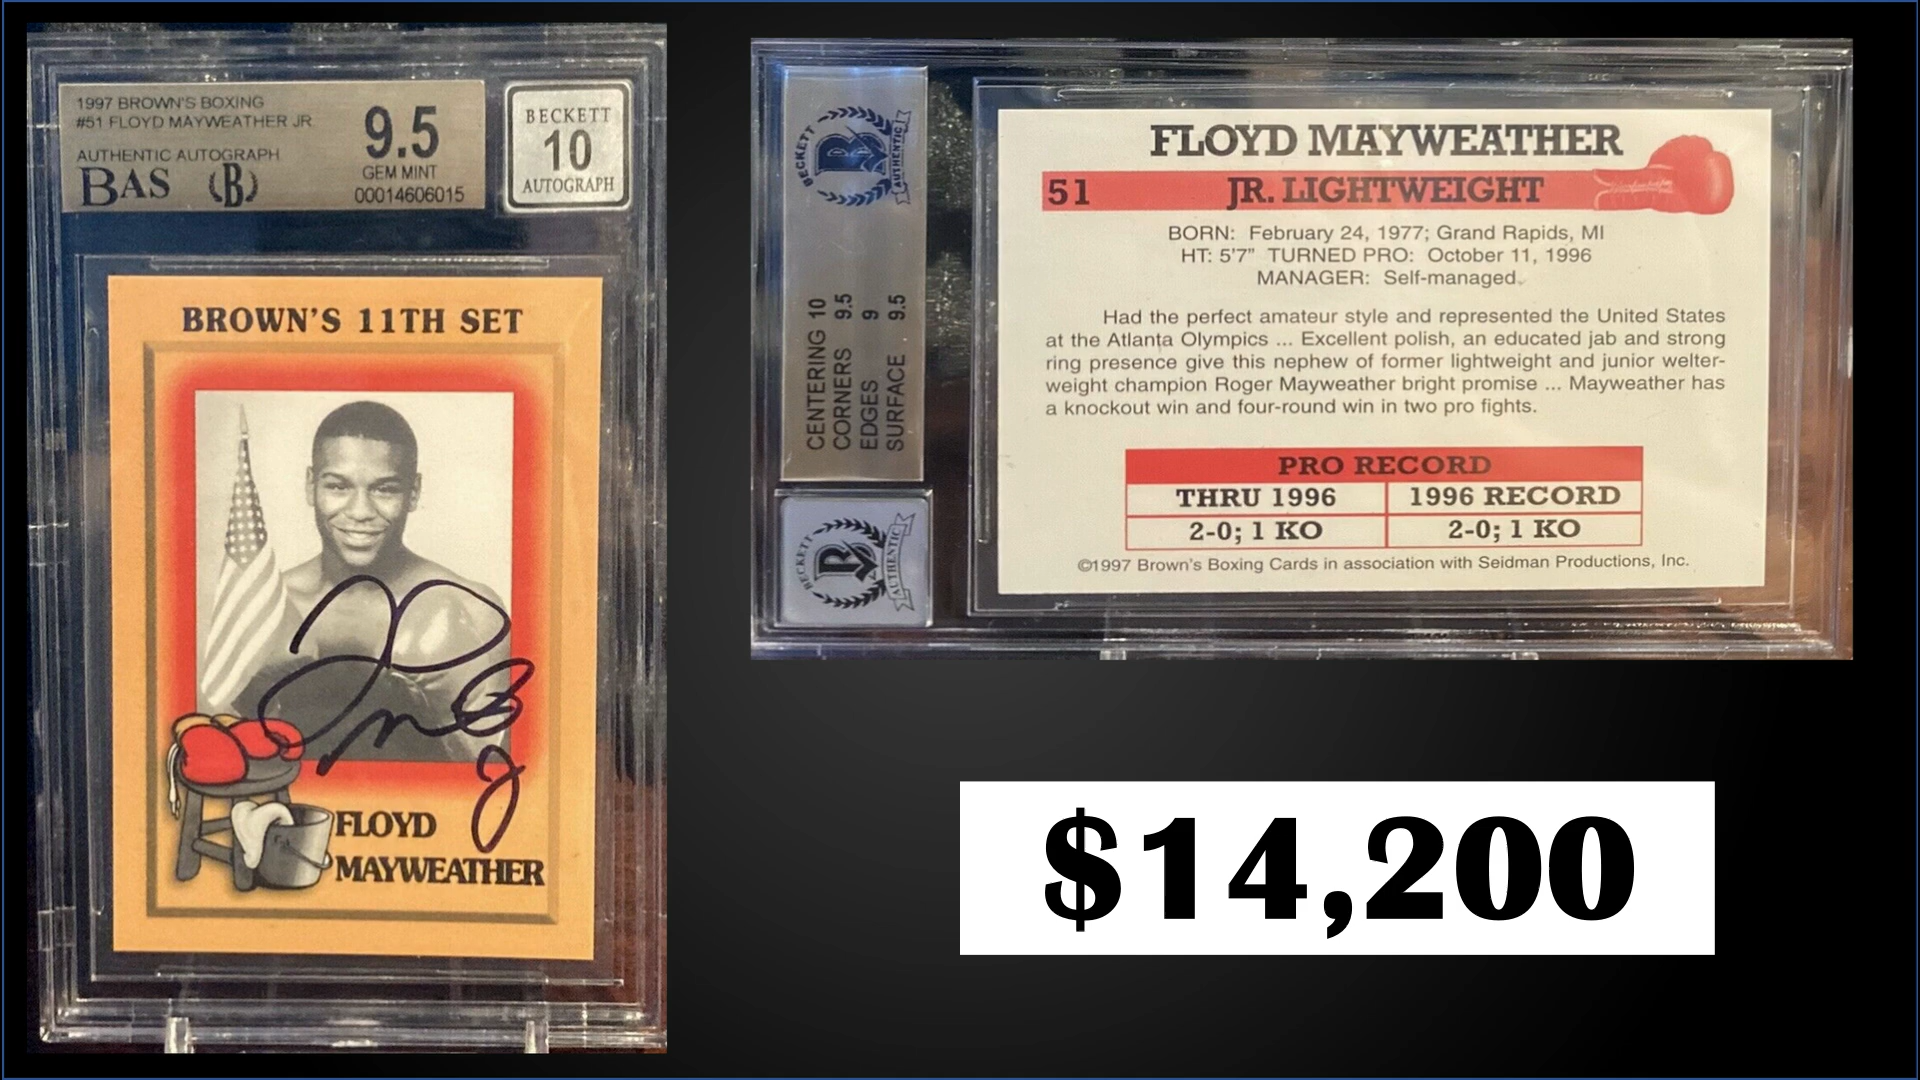 1997 BROWN'S BOXING
#51 FLOYD MAYWEATHER JR
AUTHENTIC AUTOGRAPH
BAS (B)
9.5
GEM MINT
00014606015
BECKETT
10
AUTOGRAPH
BROWN'S 11TH SET
FLOYD
MAYWEATHER
BECKETT
B
AUTHENTIC
CENTERING 10
CORNERS 9.5
EDGES 9
SURFACE 9.5
BECKETT
B
AUTHENTIC
FLOYD MAYWEATHER
51 JR. LIGHTWEIGHT
BORN: February 24, 1977; Grand Rapids, MI
HT: 5'7" TURNED PRO: October 11, 1996
MANAGER: Self-managed.
Had the perfect amateur style and represented the United States
at the Atlanta Olympics ... Excellent polish, an educated jab and strong
ring presence give this nephew of former lightweight and junior welter-
weight champion Roger Mayweather bright promise ... Mayweather has
a knockout win and four-round win in two pro fights.
PRO RECORD
THRU 1996 1996 RECORD
2-0; 1 KO 2-0; 1 KO
©1997 Brown's Boxing Cards in association with Seidman Productions, Inc.
$14,200